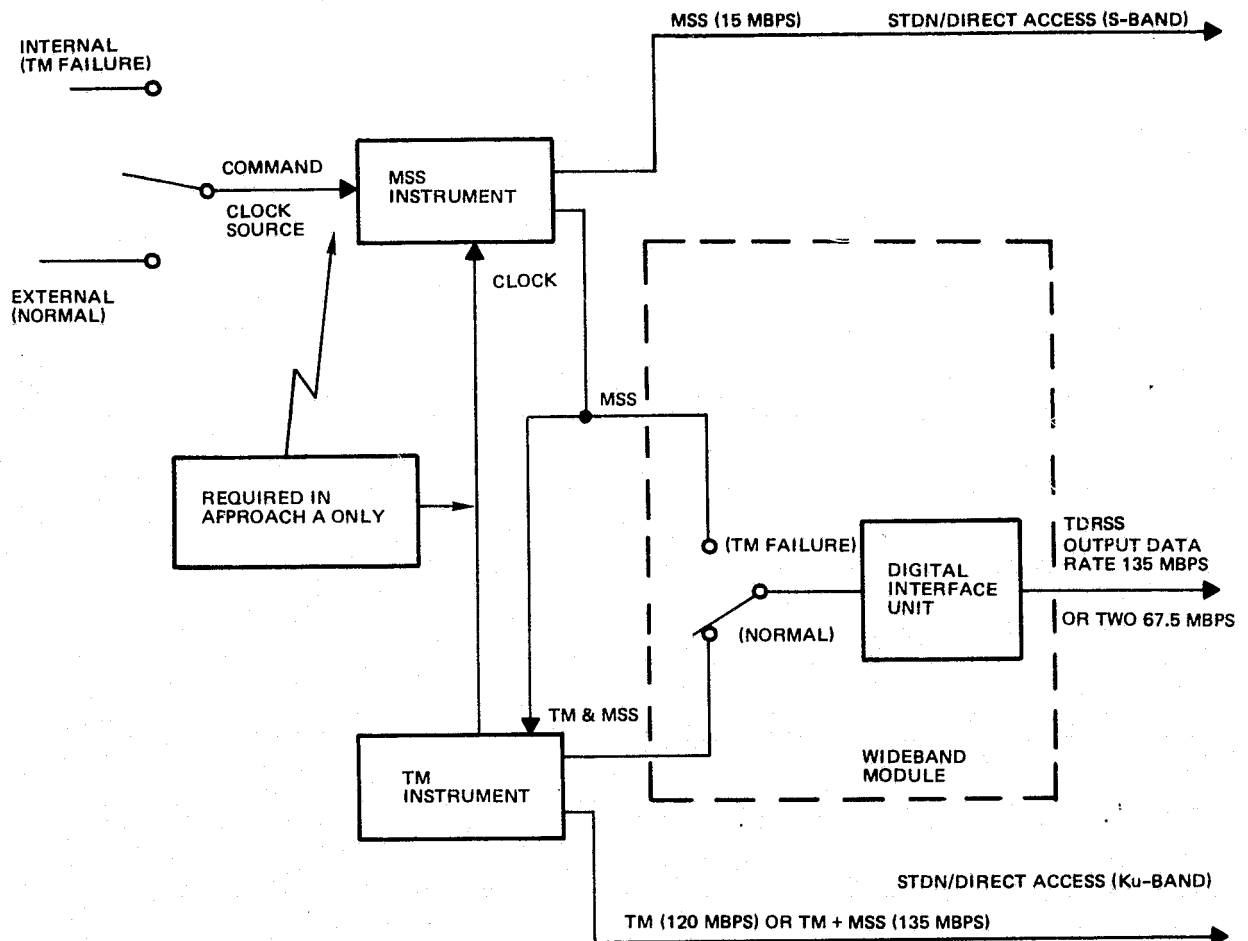 MSS (15 MBPS) STDN/DIRECT ACCESS (S-BAND)
INTERNAL
(TM FAILURE)
COMMAND
CLOCK
SOURCE
MSS
INSTRUMENT
EXTERNAL
(NORMAL)
CLOCK
MSS
REQUIRED IN
APPROACH A ONLY
(TM FAILURE)
(NORMAL)
DIGITAL
INTERFACE
UNIT
TDRSS
OUTPUT DATA
RATE 135 MBPS
OR TWO 67.5 MBPS
TM & MSS
WIDEBAND
MODULE
TM
INSTRUMENT
STDN/DIRECT ACCESS (Ku-BAND)
TM (120 MBPS) OR TM + MSS (135 MBPS)